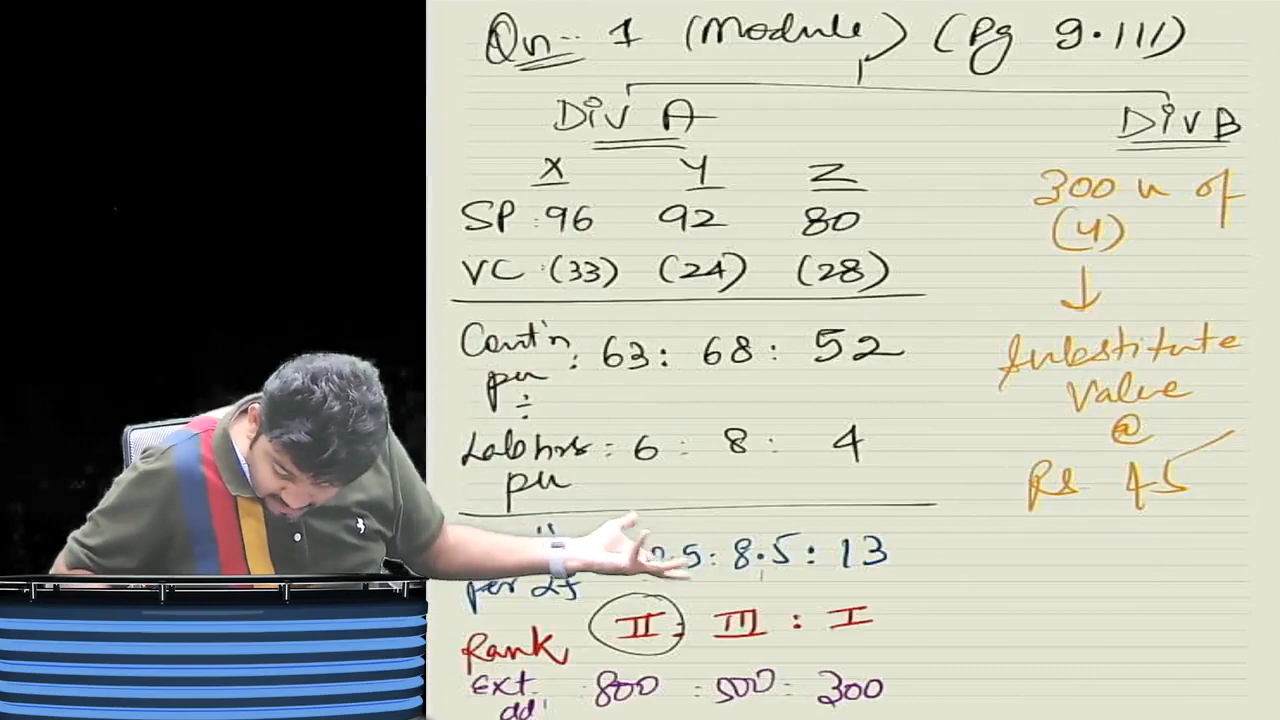 Qn:- 1 (Module) (Pg 9.111)
Div A
Div B
X Y Z
SP : 96 92 80
VC : (33) (24) (28)
Cont'n pu : 63 : 68 : 52
÷
Lab hrs pu : 6 : 8 : 4
per LF .5 : 8.5 : 13
Rank II : III : I
Ext. dd' 800 : 500 : 300
300 u of
(Y)
↓
Substitute
Value
@
Rs 45